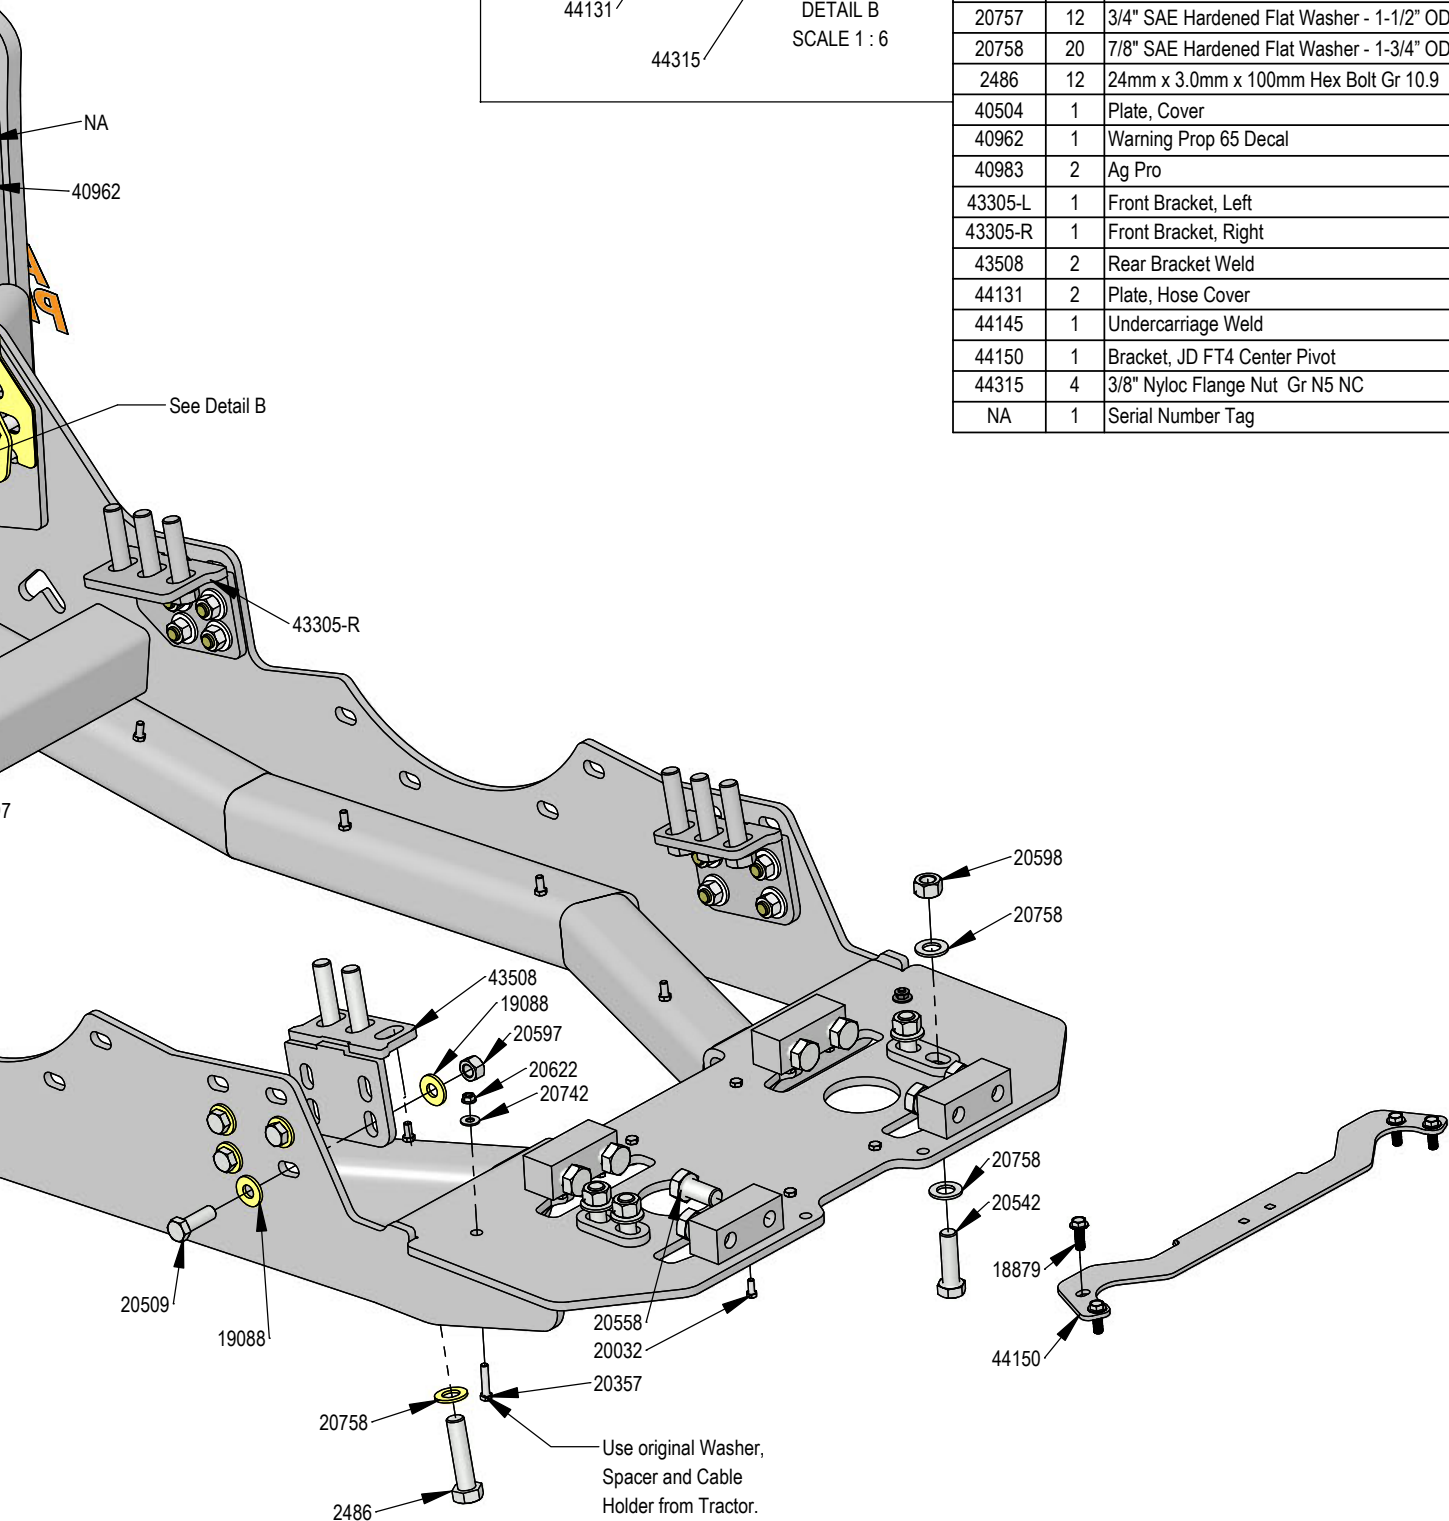 44131
44315
DETAIL B
SCALE 1 : 6
20757 12 3/4" SAE Hardened Flat Washer - 1-1/2” OD
20758 20 7/8" SAE Hardened Flat Washer - 1-3/4” OD
2486 12 24mm x 3.0mm x 100mm Hex Bolt Gr 10.9
40504 1 Plate, Cover
40962 1 Warning Prop 65 Decal
40983 2 Ag Pro
43305-L 1 Front Bracket, Left
43305-R 1 Front Bracket, Right
43508 2 Rear Bracket Weld
44131 2 Plate, Hose Cover
44145 1 Undercarriage Weld
44150 1 Bracket, JD FT4 Center Pivot
44315 4 3/8" Nyloc Flange Nut Gr N5 NC
NA 1 Serial Number Tag
NA
40962
See Detail B
43305-R
20598
20758
43508
19088
20597
20622
20742
20758
20542
18879
44150
20509
19088
20558
20032
20357
20758
2486
Use original Washer,
Spacer and Cable
Holder from Tractor.